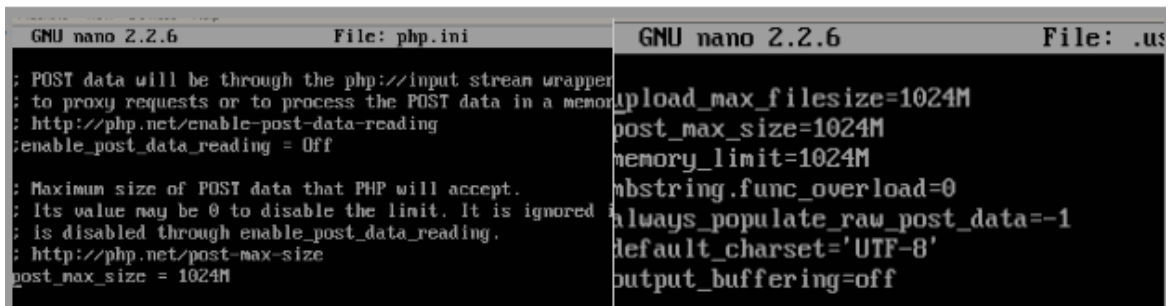 GNU nano 2.2.6 File: php.ini
; POST data will be through the php://input stream wrapper
; to proxy requests or to process the POST data in a memor
; http://php.net/enable-post-data-reading
;enable_post_data_reading = Off
; Maximum size of POST data that PHP will accept.
; Its value may be 0 to disable the limit. It is ignored i
; is disabled through enable_post_data_reading.
; http://php.net/post-max-size
post_max_size = 1024M
GNU nano 2.2.6 File: .us
upload_max_filesize=1024M
post_max_size=1024M
memory_limit=1024M
mbstring.func_overload=0
always_populate_raw_post_data=-1
default_charset='UTF-8'
output_buffering=off